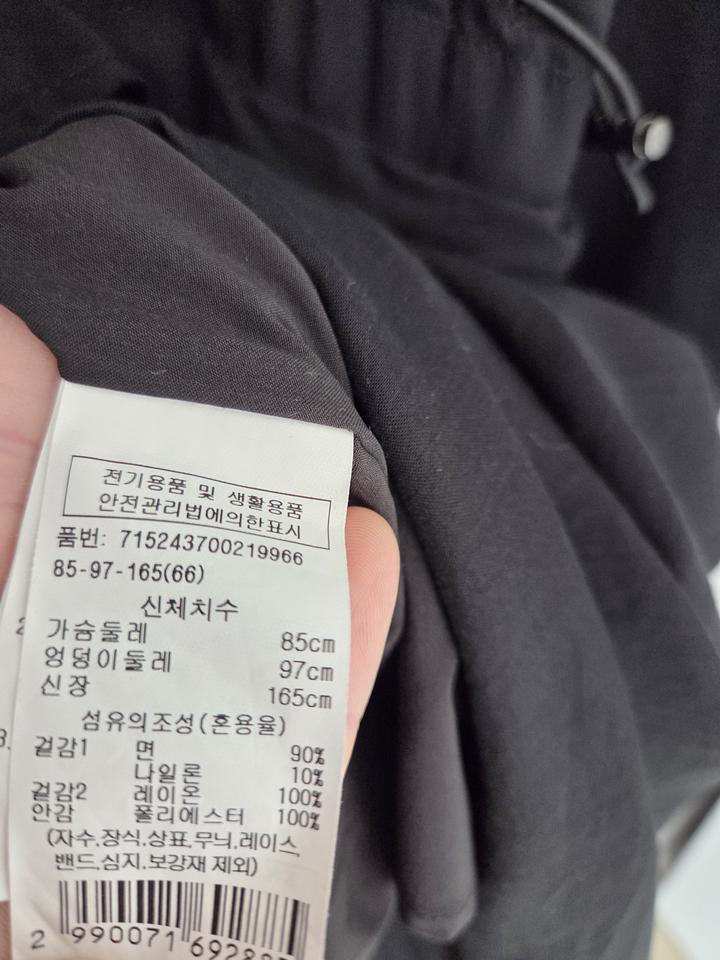 전기용품 및 생활용품
안전관리법에의한표시
품번: 715243700219966
85-97-165(66)
신체치수
가슴둘레 85cm
엉덩이둘레 97cm
신장 165cm
섬유의조성(혼용율)
겉감1 면 90%
나일론 10%
겉감2 레이온 100%
안감 폴리에스터 100%
(자수.장식.상표.무늬.레이스.
밴드.심지.보강재 제외)
2 990071